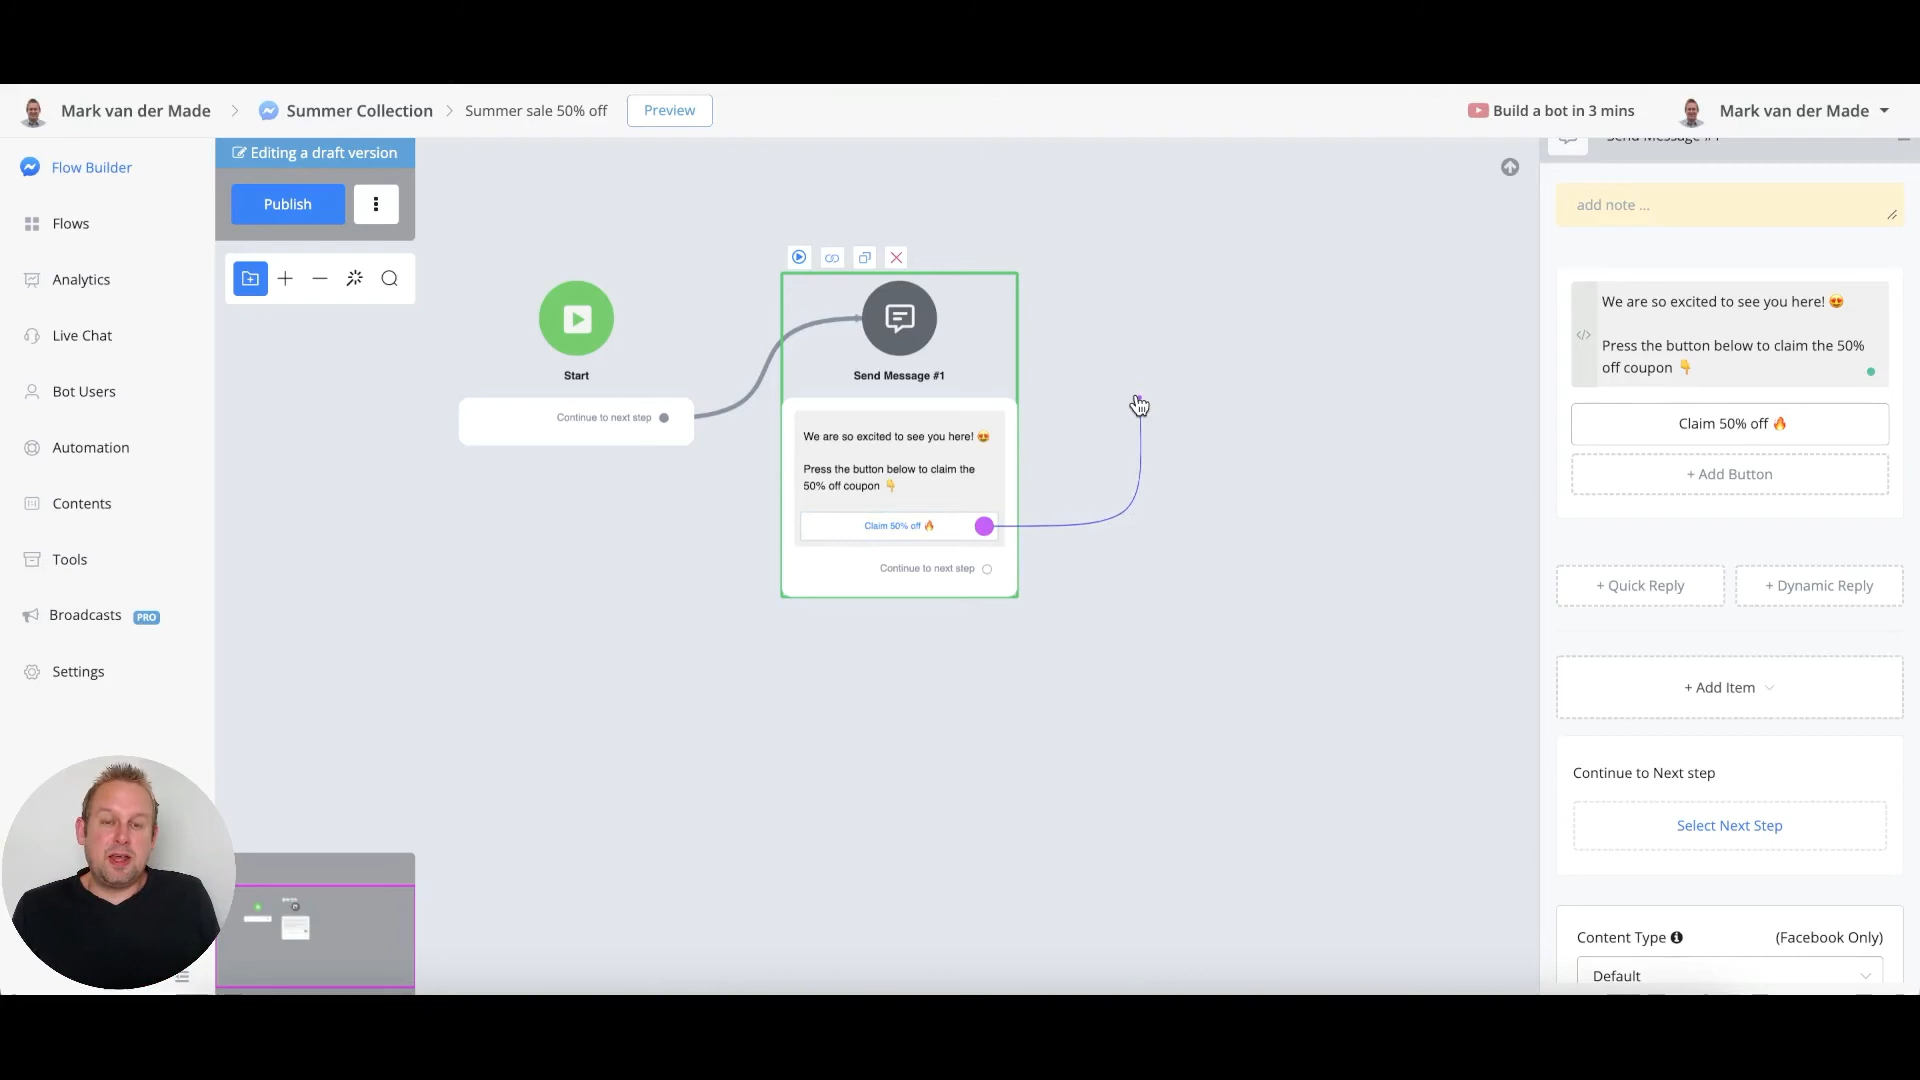 Mark van der Made > Summer Collection > Summer sale 50% off Preview
Build a bot in 3 mins Mark van der Made
Flow Builder
Flows
Analytics
Live Chat
Bot Users
Automation
Contents
Tools
Broadcasts PRO
Settings
Editing a draft version
Publish
Start
Continue to next step
Send Message #1
We are so excited to see you here! 😍
Press the button below to claim the
50% off coupon 👇
Claim 50% off 🔥
Continue to next step
Send Message #1
add note ...
We are so excited to see you here! 😍
Press the button below to claim the 50%
off coupon 👇
Claim 50% off 🔥
+ Add Button
+ Quick Reply + Dynamic Reply
+ Add Item
Continue to Next step
Select Next Step
Content Type (Facebook Only)
Default